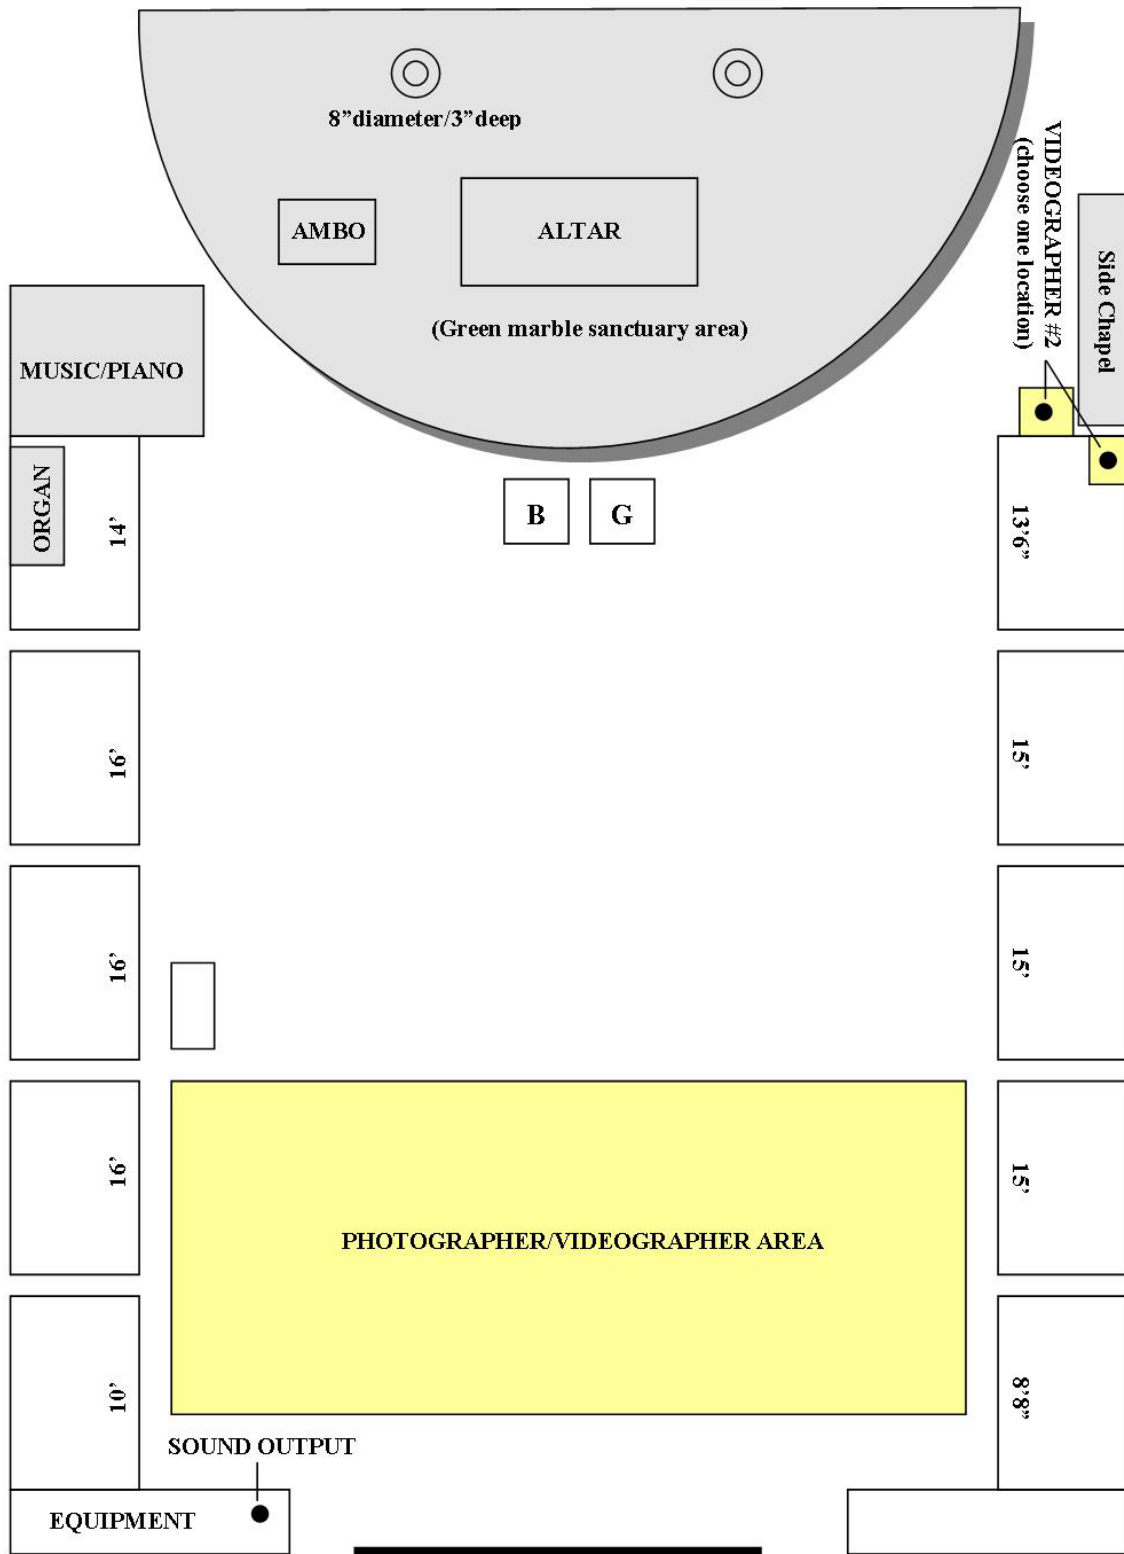 8”diameter/3”deep
VIDEOGRAPHER #2
(choose one location)
AMBO
ALTAR
Side Chapel
(Green marble sanctuary area)
MUSIC/PIANO
ORGAN
14’
B
G
13’6”
16’
15’
16’
15’
16’
15’
PHOTOGRAPHER/VIDEOGRAPHER AREA
10’
8’8”
SOUND OUTPUT
EQUIPMENT